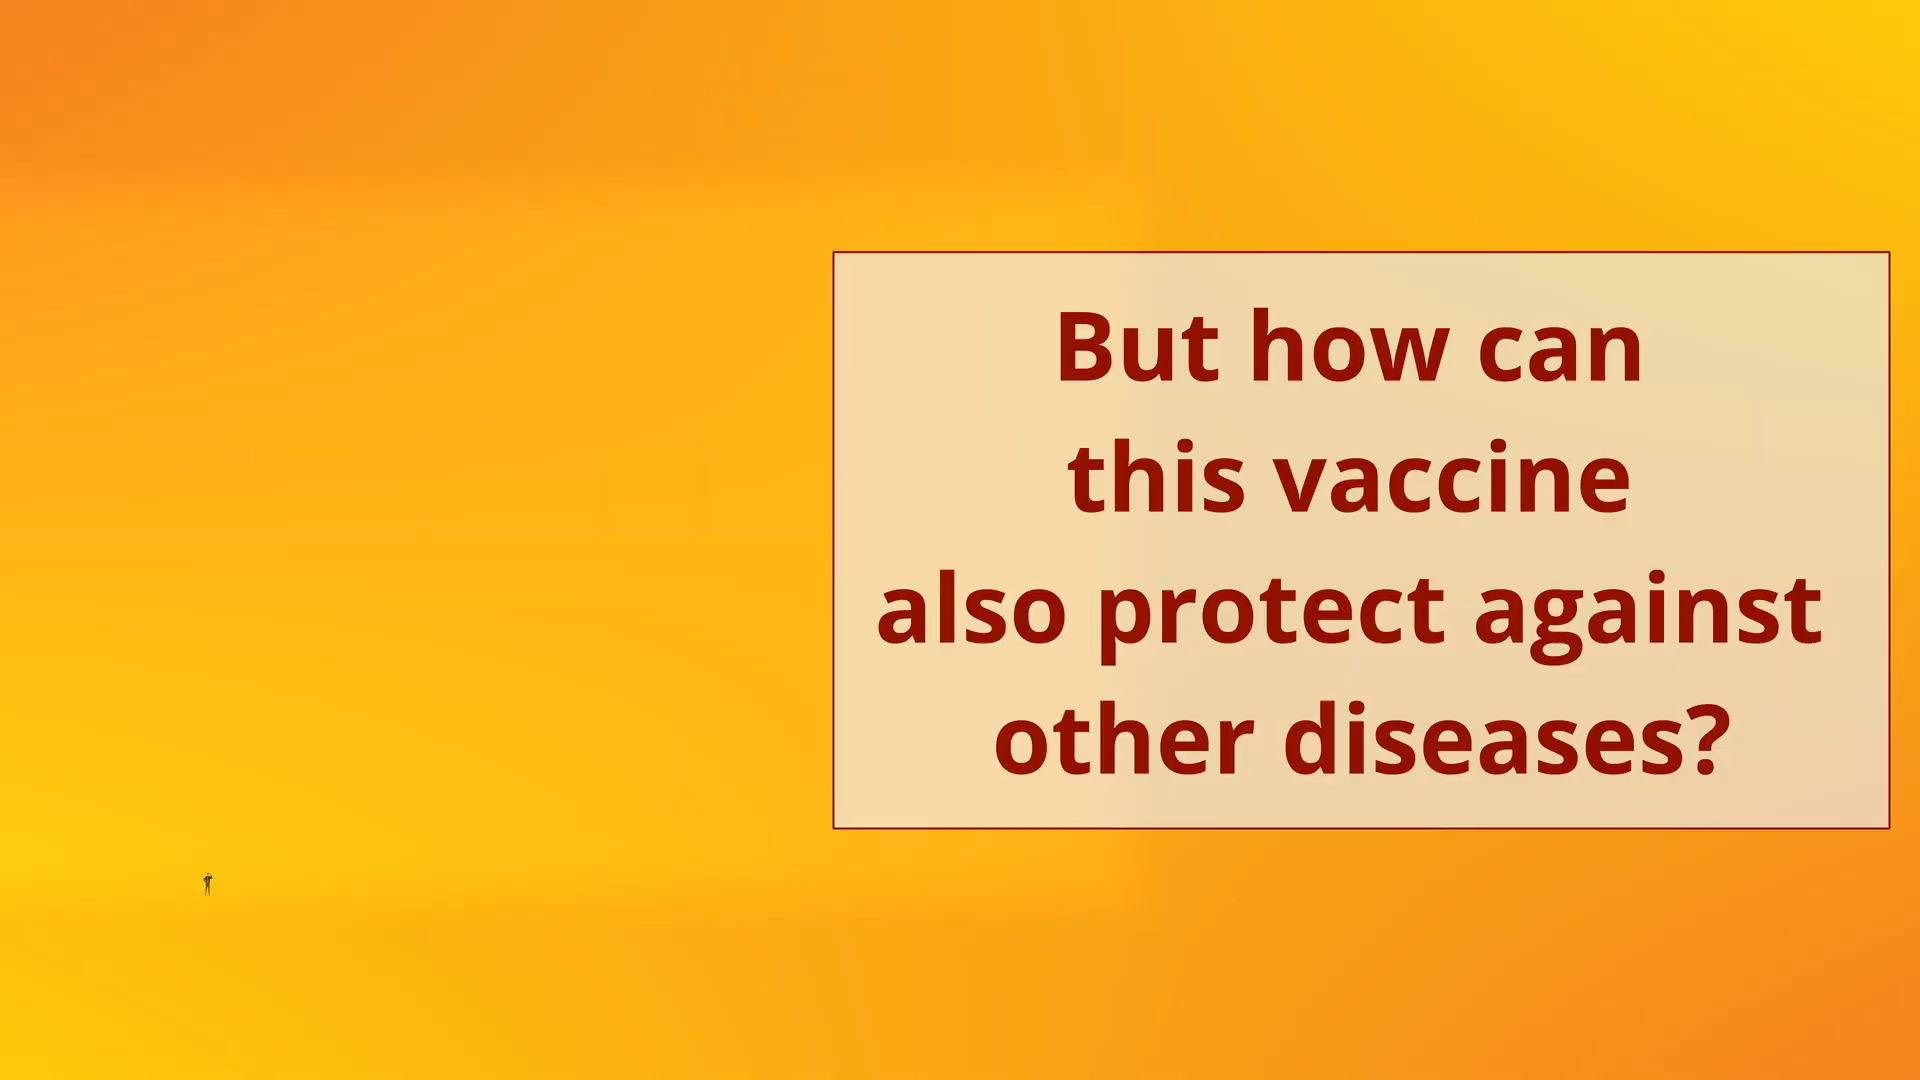 But how can
this vaccine
also protect against
other diseases?